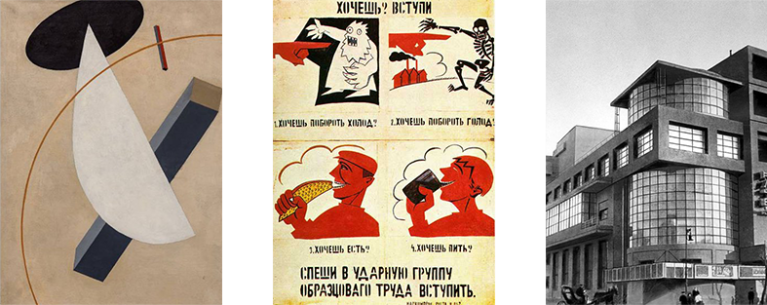 ХОЧЕШЬ? ВСТУПИ
1.ХОЧЕШЬ ПОБОРОТЬ ХОЛОД?
2.ХОЧЕШЬ ПОБОРОТЬ ГОЛОД?
3.ХОЧЕШЬ ЕСТЬ?
4.ХОЧЕШЬ ПИТЬ?
СПЕШИ В УДАРНУЮ ГРУППУ
ОБРАЗЦОВАГО ТРУДА ВСТУПИТЬ.